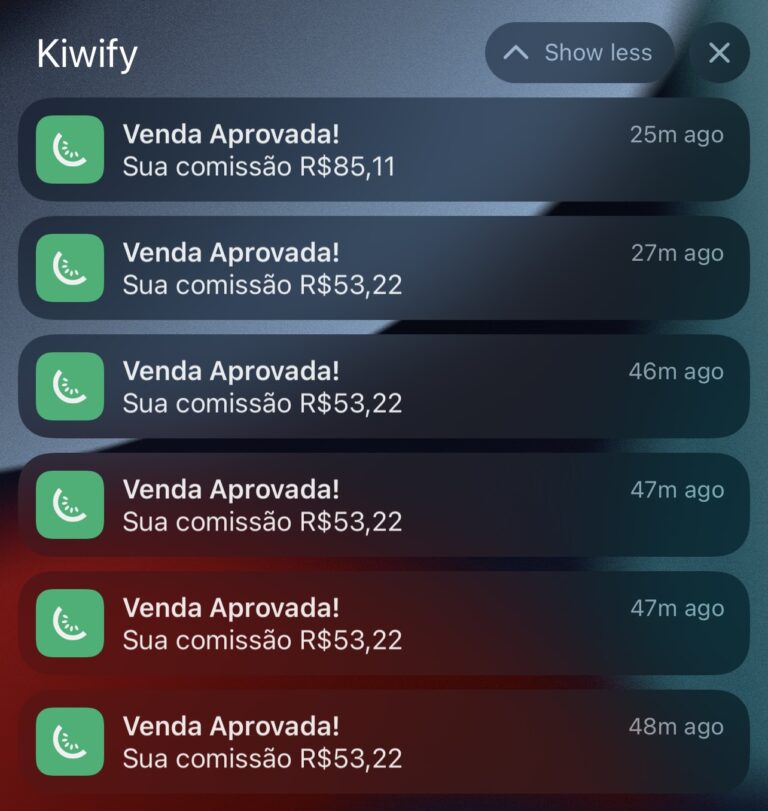 Kiwify
Show less
Venda Aprovada!
25m ago
Sua comissão R$85,11
Venda Aprovada!
27m ago
Sua comissão R$53,22
Venda Aprovada!
46m ago
Sua comissão R$53,22
Venda Aprovada!
47m ago
Sua comissão R$53,22
Venda Aprovada!
47m ago
Sua comissão R$53,22
Venda Aprovada!
48m ago
Sua comissão R$53,22